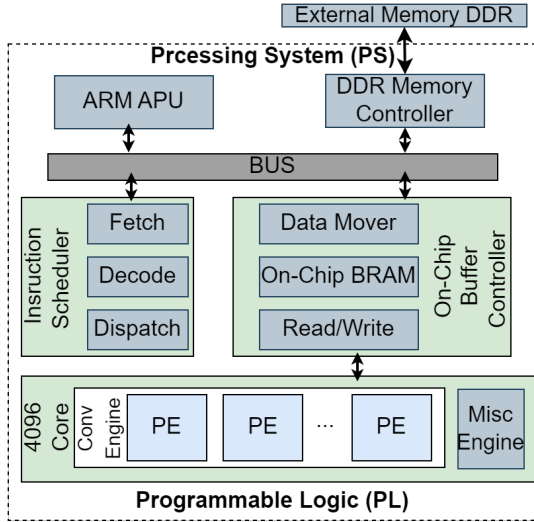 External Memory DDR
Prcessing System (PS)
ARM APU
DDR Memory
Controller
BUS
Insruction
Scheduler
Fetch
Decode
Dispatch
Data Mover
On-Chip BRAM
Read/Write
On-Chip
Buffer
Controller
4096
Core
Conv
Engine
PE
PE
...
PE
Misc
Engine
Programmable Logic (PL)